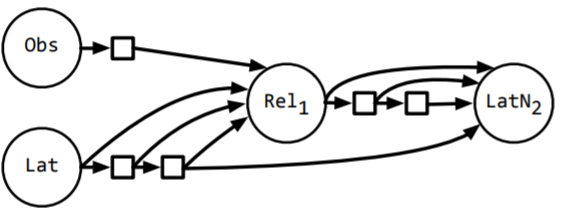 Obs
Rel₁
LatN₂
Lat